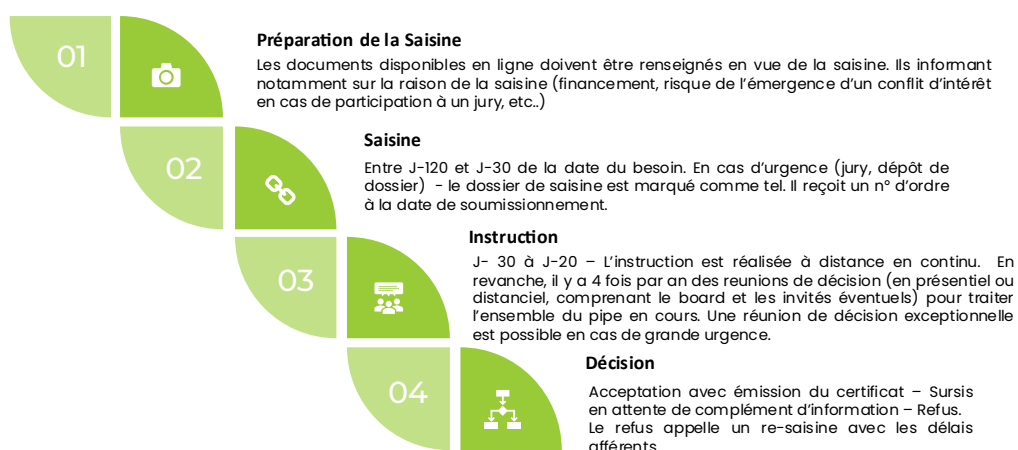 01
Préparation de la Saisine
Les documents disponibles en ligne doivent être renseignés en vue de la saisine. Ils informant
notamment sur la raison de la saisine (financement, risque de l'émergence d'un conflit d'intérêt
en cas de participation à un jury, etc..)
02
Saisine
Entre J-120 et J-30 de la date du besoin. En cas d'urgence (jury, dépôt de
dossier) - le dossier de saisine est marqué comme tel. Il reçoit un n° d'ordre
à la date de soumissionnement.
03
Instruction
J- 30 à J-20 – L'instruction est réalisée à distance en continu. En
revanche, il y a 4 fois par an des reunions de décision (en présentiel ou
distanciel, comprenant le board et les invités éventuels) pour traiter
l'ensemble du pipe en cours. Une réunion de décision exceptionnelle
est possible en cas de grande urgence.
04
Décision
Acceptation avec émission du certificat – Sursis
en attente de complément d'information – Refus.
Le refus appelle un re-saisine avec les délais
afférents